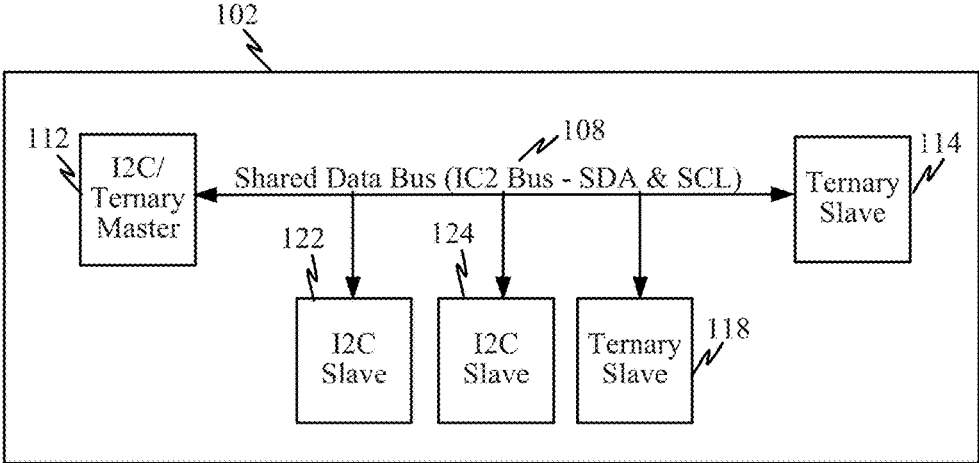 102
112
I2C/
Ternary
Master
108
Shared Data Bus (IC2 Bus - SDA & SCL)
114
Ternary
Slave
122
I2C
Slave
124
I2C
Slave
118
Ternary
Slave